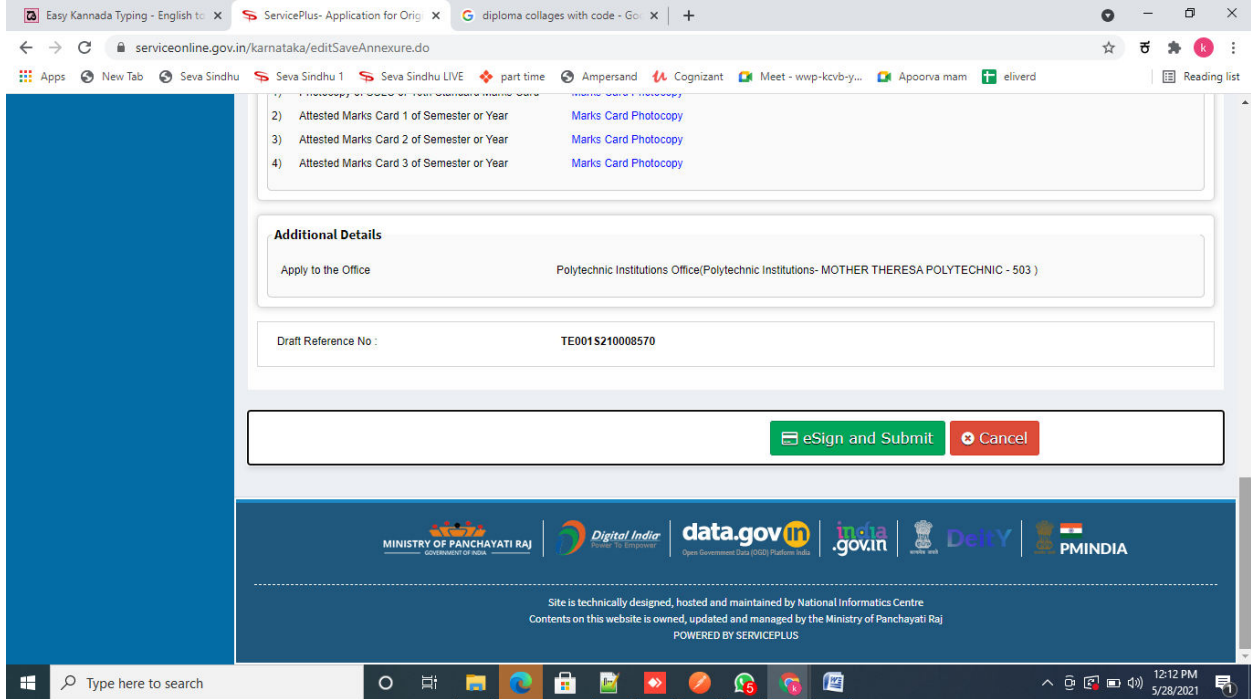 Easy Kannada Typing - English to
ServicePlus- Application for Orig
diploma collages with code - Goo
serviceonline.gov.in/karnataka/editSaveAnnexure.do
Apps
New Tab
Seva Sindhu
Seva Sindhu 1
Seva Sindhu LIVE
part time
Ampersand
Cognizant
Meet - wwp-kcvb-y...
Apoorva mam
eliverd
Reading list
2) Attested Marks Card 1 of Semester or Year Marks Card Photocopy
3) Attested Marks Card 2 of Semester or Year Marks Card Photocopy
4) Attested Marks Card 3 of Semester or Year Marks Card Photocopy
Additional Details
Apply to the Office Polytechnic Institutions Office(Polytechnic Institutions- MOTHER THERESA POLYTECHNIC - 503 )
Draft Reference No : TE001S210008570
eSign and Submit
Cancel
MINISTRY OF PANCHAYATI RAJ
GOVERNMENT OF INDIA
Digital India
Power To Empower
data.gov in
Open Government Data (OGD) Platform India
india
.gov.in
DeitY
PMINDIA
Site is technically designed, hosted and maintained by National Informatics Centre
Contents on this website is owned, updated and managed by the Ministry of Panchayati Raj
POWERED BY SERVICEPLUS
Type here to search
12:12 PM
5/28/2021